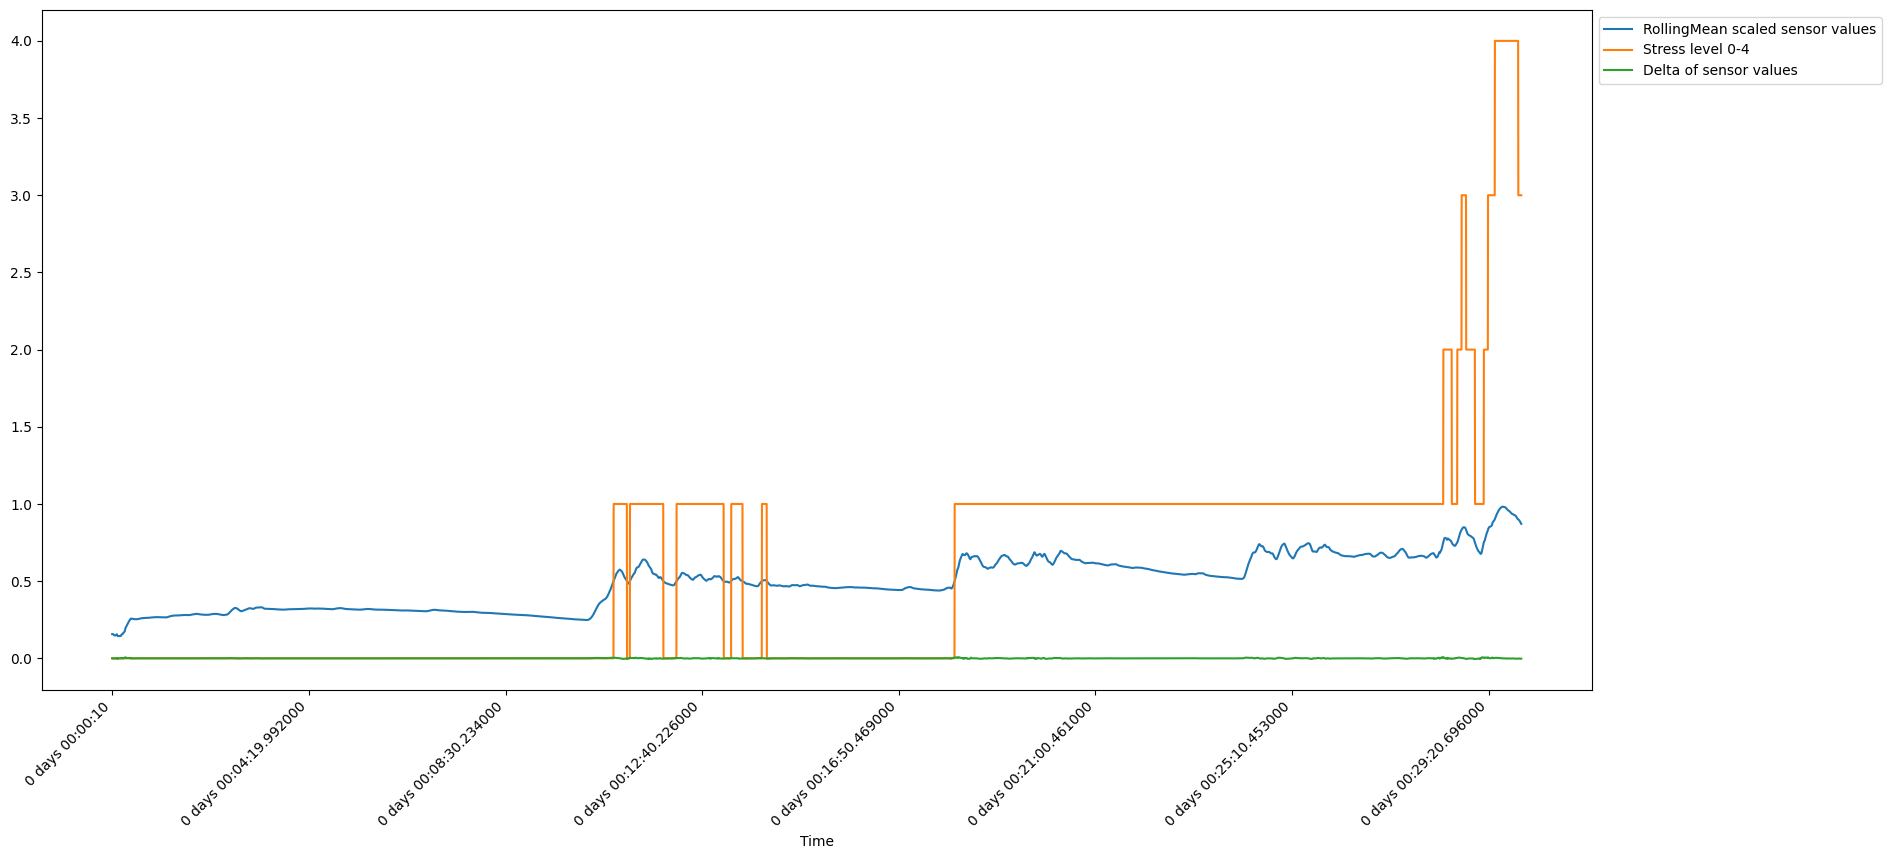 RollingMean scaled sensor values
Stress level 0-4
Delta of sensor values
4.0
3.5
3.0
2.5
2.0
1.5
1.0
0.5
0.0
0 days 00:00:10
0 days 00:04:19.992000
0 days 00:08:30.234000
0 days 00:12:40.226000
0 days 00:16:50.469000
0 days 00:21:00.461000
0 days 00:25:10.453000
0 days 00:29:20.696000
Time